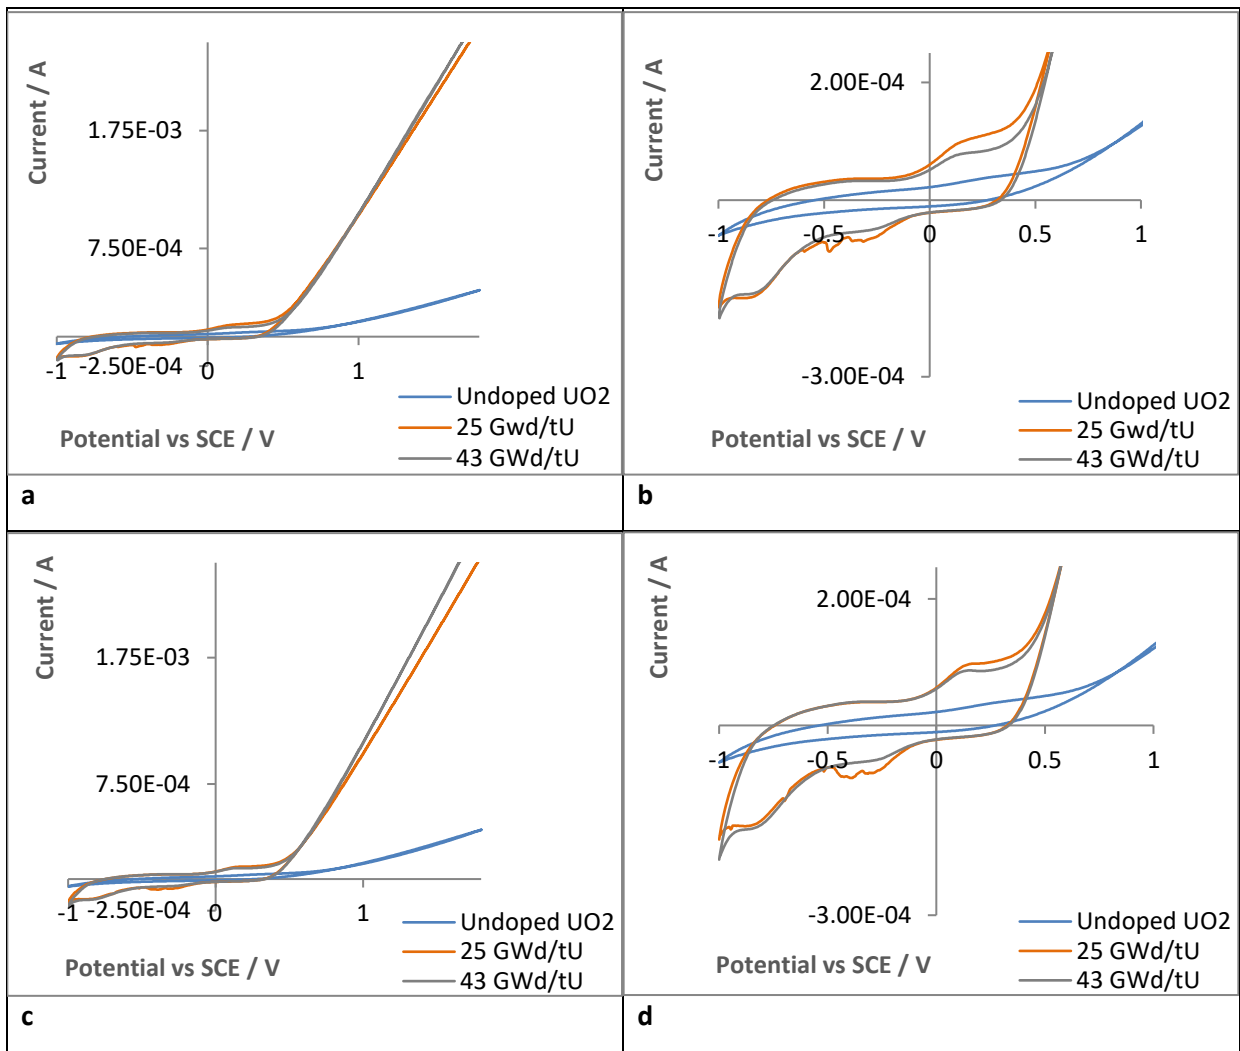 Current / A
1.75E-03
7.50E-04
-2.50E-04
-1
0
1
Undoped UO2
25 Gwd/tU
43 GWd/tU
Potential vs SCE / V
a
Current / A
2.00E-04
-3.00E-04
-1
-0.5
0
0.5
1
Undoped UO2
25 Gwd/tU
43 GWd/tU
Potential vs SCE / V
b
Current / A
1.75E-03
7.50E-04
-2.50E-04
-1
0
1
Undoped UO2
25 GWd/tU
43 GWd/tU
Potential vs SCE / V
c
Current / A
2.00E-04
-3.00E-04
-1
-0.5
0
0.5
1
Undoped UO2
25 GWd/tU
43 GWd/tU
Potential vs SCE / V
d